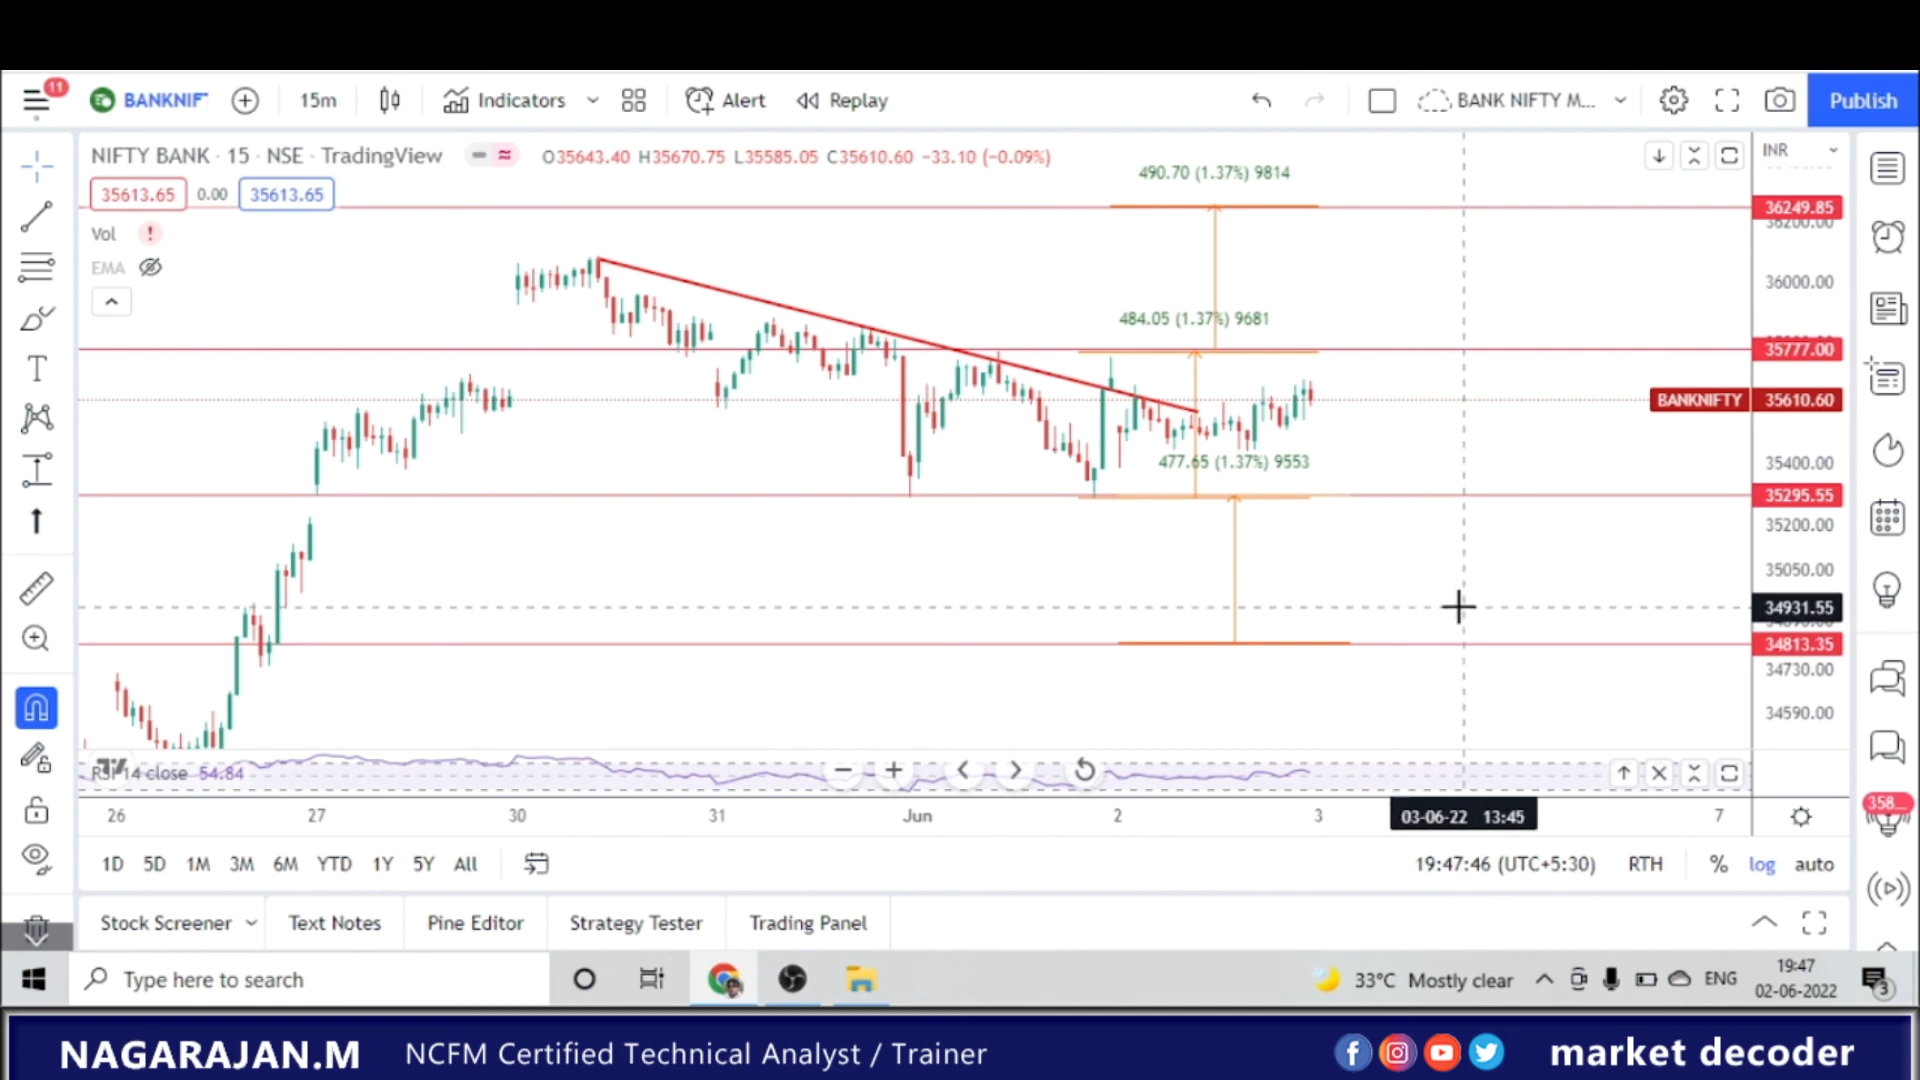 11
BANKNIF
15m
Indicators
Alert
Replay
BANK NIFTY M...
Publish
NIFTY BANK · 15 · NSE · TradingView
O35643.40 H35670.75 L35585.05 C35610.60 −33.10 (−0.09%)
INR
35613.65 0.00 35613.65
490.70 (1.37%) 9814
36249.85
36200.00
Vol
EMA
36000.00
484.05 (1.37%) 9681
35777.00
BANKNIFTY 35610.60
477.65 (1.37%) 9553
35400.00
35295.55
35200.00
35050.00
34931.55
34813.35
34730.00
34590.00
RSI 14 close 54.84
26 27 30 31 Jun 2 3 03-06-22 13:45 7
358...
1D 5D 1M 3M 6M YTD 1Y 5Y All
19:47:46 (UTC+5:30) RTH % log auto
Stock Screener Text Notes Pine Editor Strategy Tester Trading Panel
Type here to search
33°C Mostly clear
ENG
19:47
02-06-2022
3
NAGARAJAN.M NCFM Certified Technical Analyst / Trainer
market decoder